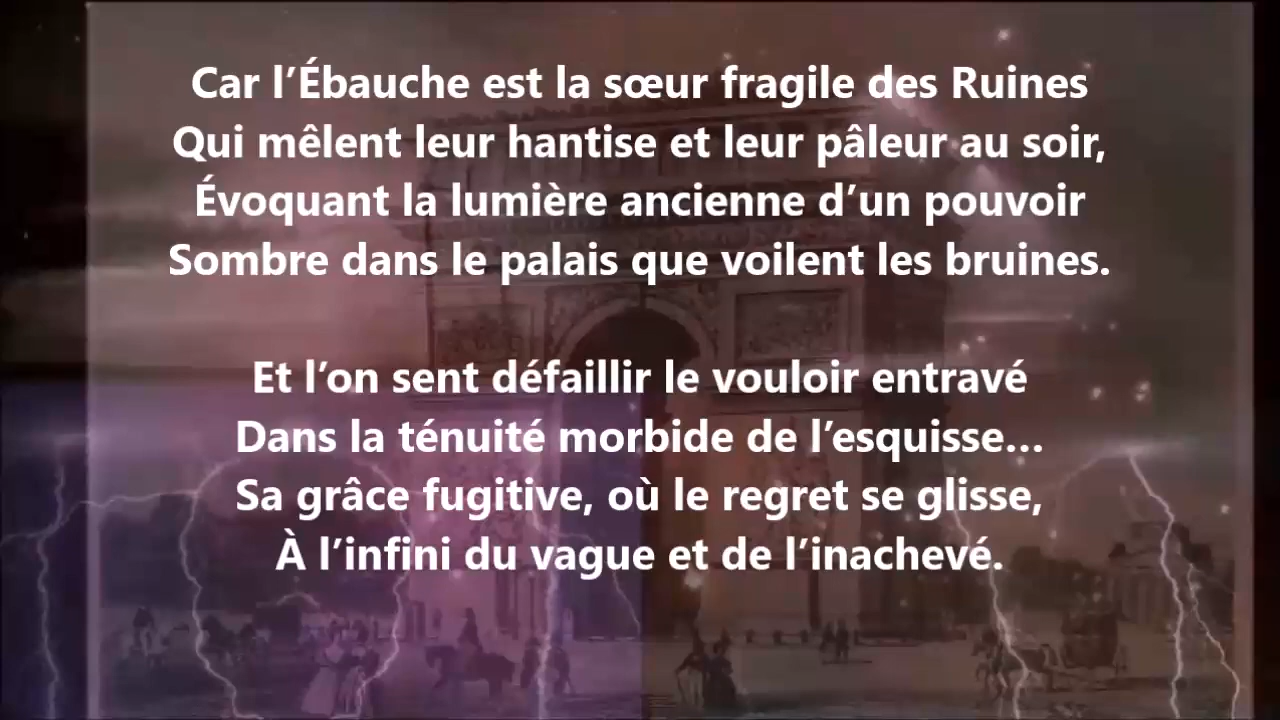 Car l’Ébauche est la sœur fragile des Ruines
Qui mêlent leur hantise et leur pâleur au soir,
Évoquant la lumière ancienne d’un pouvoir
Sombre dans le palais que voilent les bruines.
Et l’on sent défaillir le vouloir entravé
Dans la ténuité morbide de l’esquisse…
Sa grâce fugitive, où le regret se glisse,
À l’infini du vague et de l’inachevé.